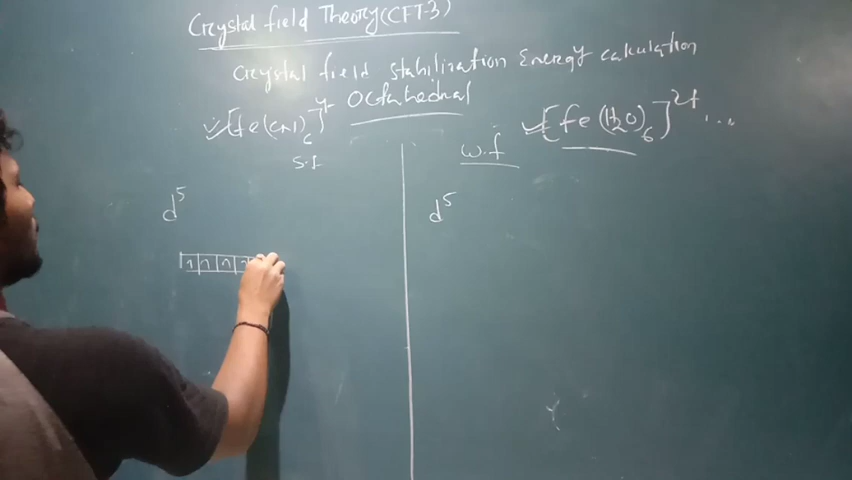 Crystal field Theory (CFT-3)
Crystal field stabilization Energy calculation
Octahedral
[fe(CN)6]4-
s.f
w.f
[fe(H2O)6]2+ ...
d5
d5